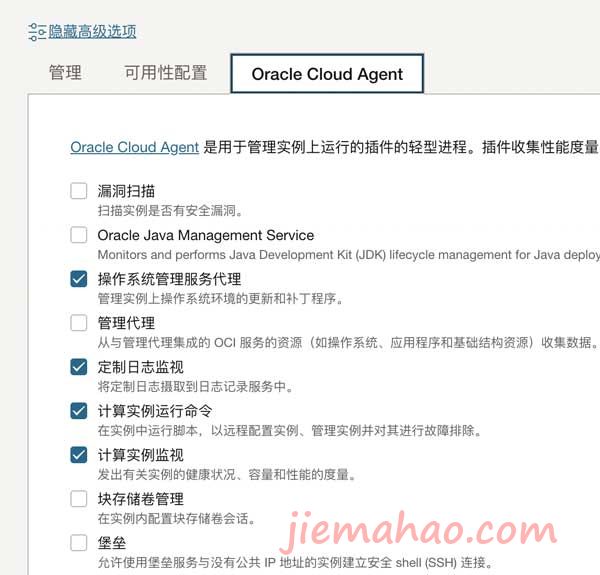 隐藏高级选项
管理 可用性配置 Oracle Cloud Agent
Oracle Cloud Agent 是用于管理实例上运行的插件的轻型进程。插件收集性能度量
漏洞扫描
扫描实例是否有安全漏洞。
Oracle Java Management Service
Monitors and performs Java Development Kit (JDK) lifecycle management for Java deploy
操作系统管理服务代理
管理实例上操作系统环境的更新和补丁程序。
管理代理
从与管理代理集成的 OCI 服务的资源（如操作系统、应用程序和基础结构资源）收集数据。
定制日志监视
将定制日志摄取到日志记录服务中。
计算实例运行命令
在实例中运行脚本，以远程配置实例、管理实例并对其进行故障排除。
计算实例监视
发出有关实例的健康状况、容量和性能的度量。
块存储卷管理
在实例内配置块存储卷会话。
堡垒
允许使用堡垒服务与没有公共 IP 地址的实例建立安全 shell (SSH) 连接。
jiemahao.com